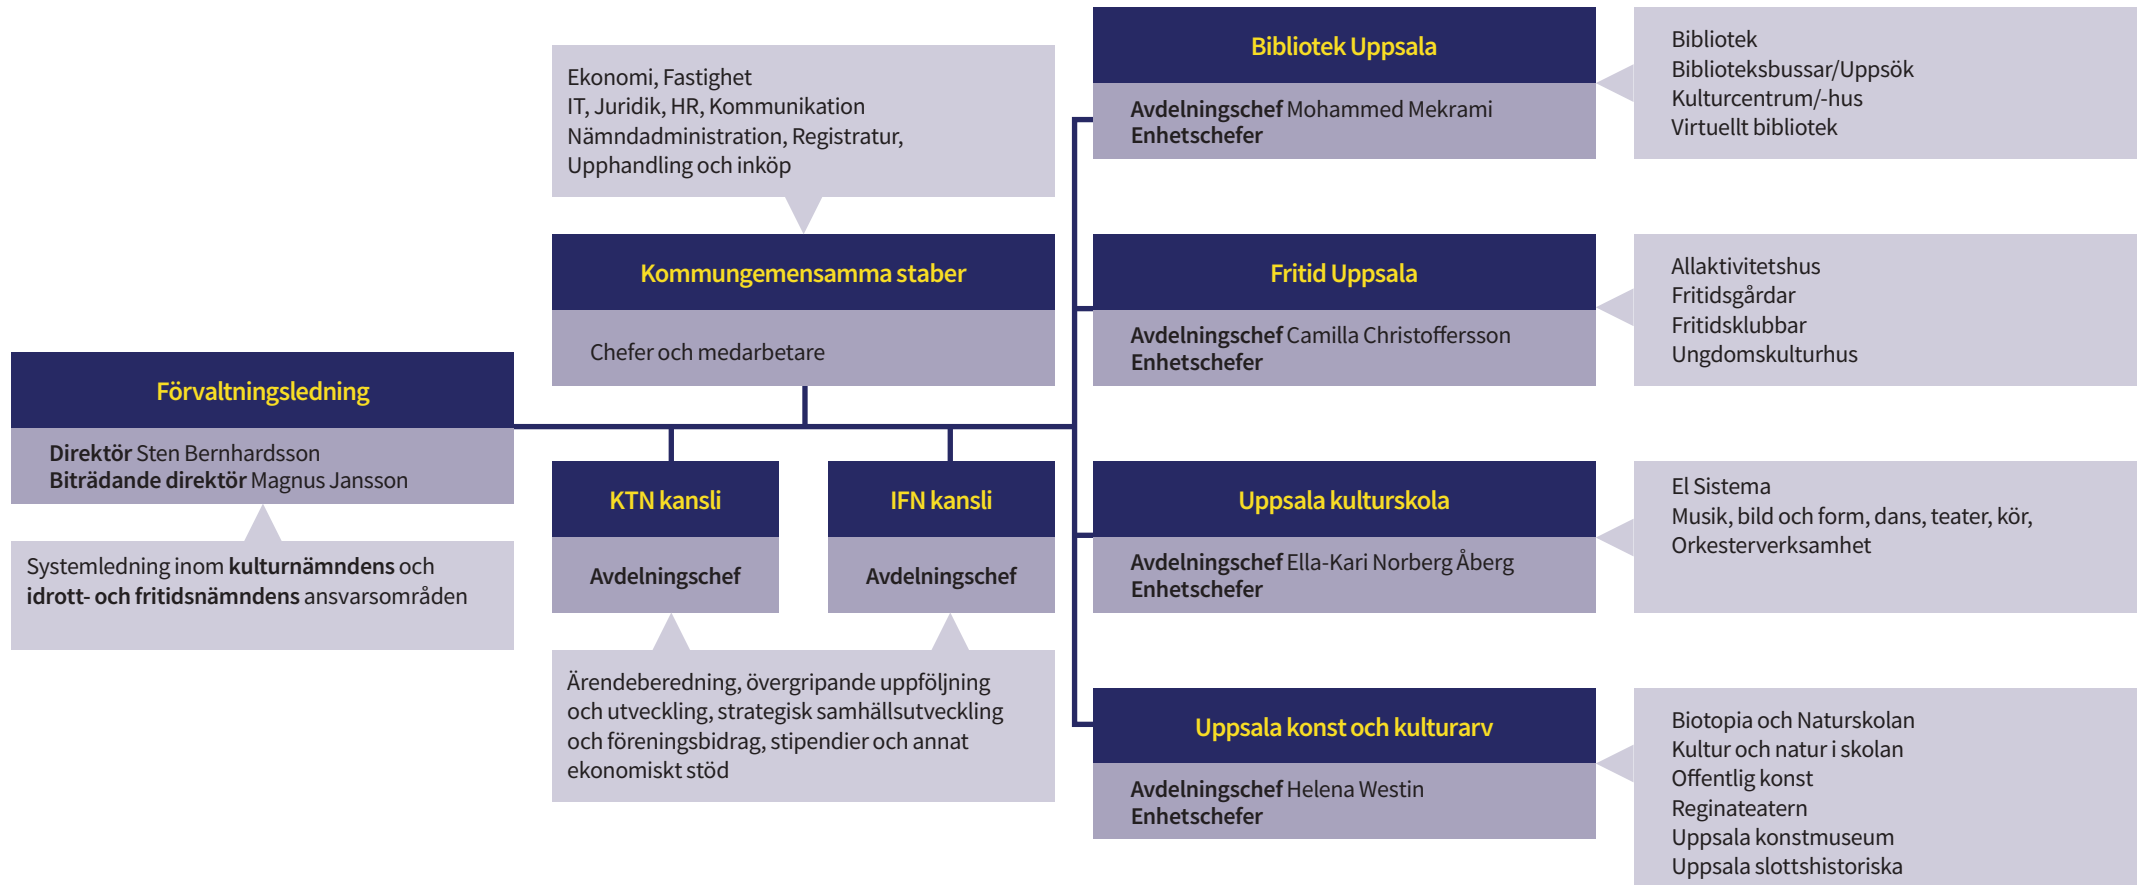 Förvaltningsledning
Direktör Sten Bernhardsson
Biträdande direktör Magnus Jansson
Systemledning inom kulturnämndens och
idrott- och fritidsnämndens ansvarsområden
Ekonomi, Fastighet
IT, Juridik, HR, Kommunikation
Nämndadministration, Registratur,
Upphandling och inköp
Kommungemensamma staber
Chefer och medarbetare
KTN kansli
Avdelningschef
IFN kansli
Avdelningschef
Ärendeberedning, övergripande uppföljning
och utveckling, strategisk samhällsutveckling
och föreningsbidrag, stipendier och annat
ekonomiskt stöd
Bibliotek Uppsala
Avdelningschef Mohammed Mekrami
Enhetschefer
Bibliotek
Biblioteksbussar/Uppsök
Kulturcentrum/-hus
Virtuellt bibliotek
Fritid Uppsala
Avdelningschef Camilla Christoffersson
Enhetschefer
Allaktivitetshus
Fritidsgårdar
Fritidsklubbar
Ungdomskulturhus
Uppsala kulturskola
Avdelningschef Ella-Kari Norberg Åberg
Enhetschefer
El Sistema
Musik, bild och form, dans, teater, kör,
Orkesterverksamhet
Uppsala konst och kulturarv
Avdelningschef Helena Westin
Enhetschefer
Biotopia och Naturskolan
Kultur och natur i skolan
Offentlig konst
Reginateatern
Uppsala konstmuseum
Uppsala slottshistoriska